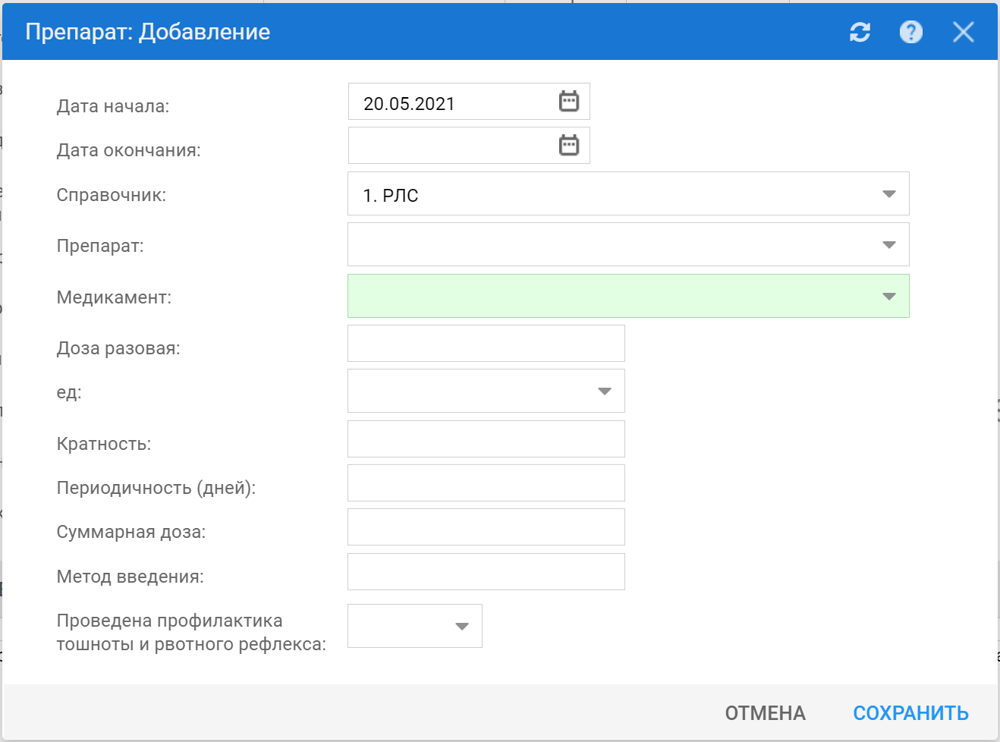 Препарат: Добавление
Дата начала:
20.05.2021
Дата окончания:
Справочник:
1. РЛС
Препарат:
Медикамент:
Доза разовая:
ед:
Кратность:
Периодичность (дней):
Суммарная доза:
Метод введения:
Проведена профилактика
тошноты и рвотного рефлекса:
ОТМЕНА
СОХРАНИТЬ